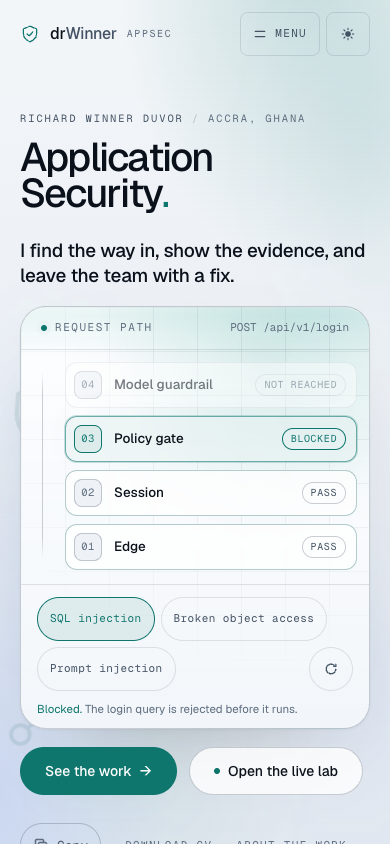 drWinner APPSEC MENU
RICHARD WINNER DUVOR / ACCRA, GHANA
Application
Security.
I find the way in, show the evidence, and
leave the team with a fix.
REQUEST PATH POST /api/v1/login
04 Model guardrail NOT REACHED
03 Policy gate BLOCKED
02 Session PASS
01 Edge PASS
SQL injection Broken object access
Prompt injection
Blocked. The login query is rejected before it runs.
See the work → Open the live lab
Copy DOWNLOAD CV ABOUT THE WORK